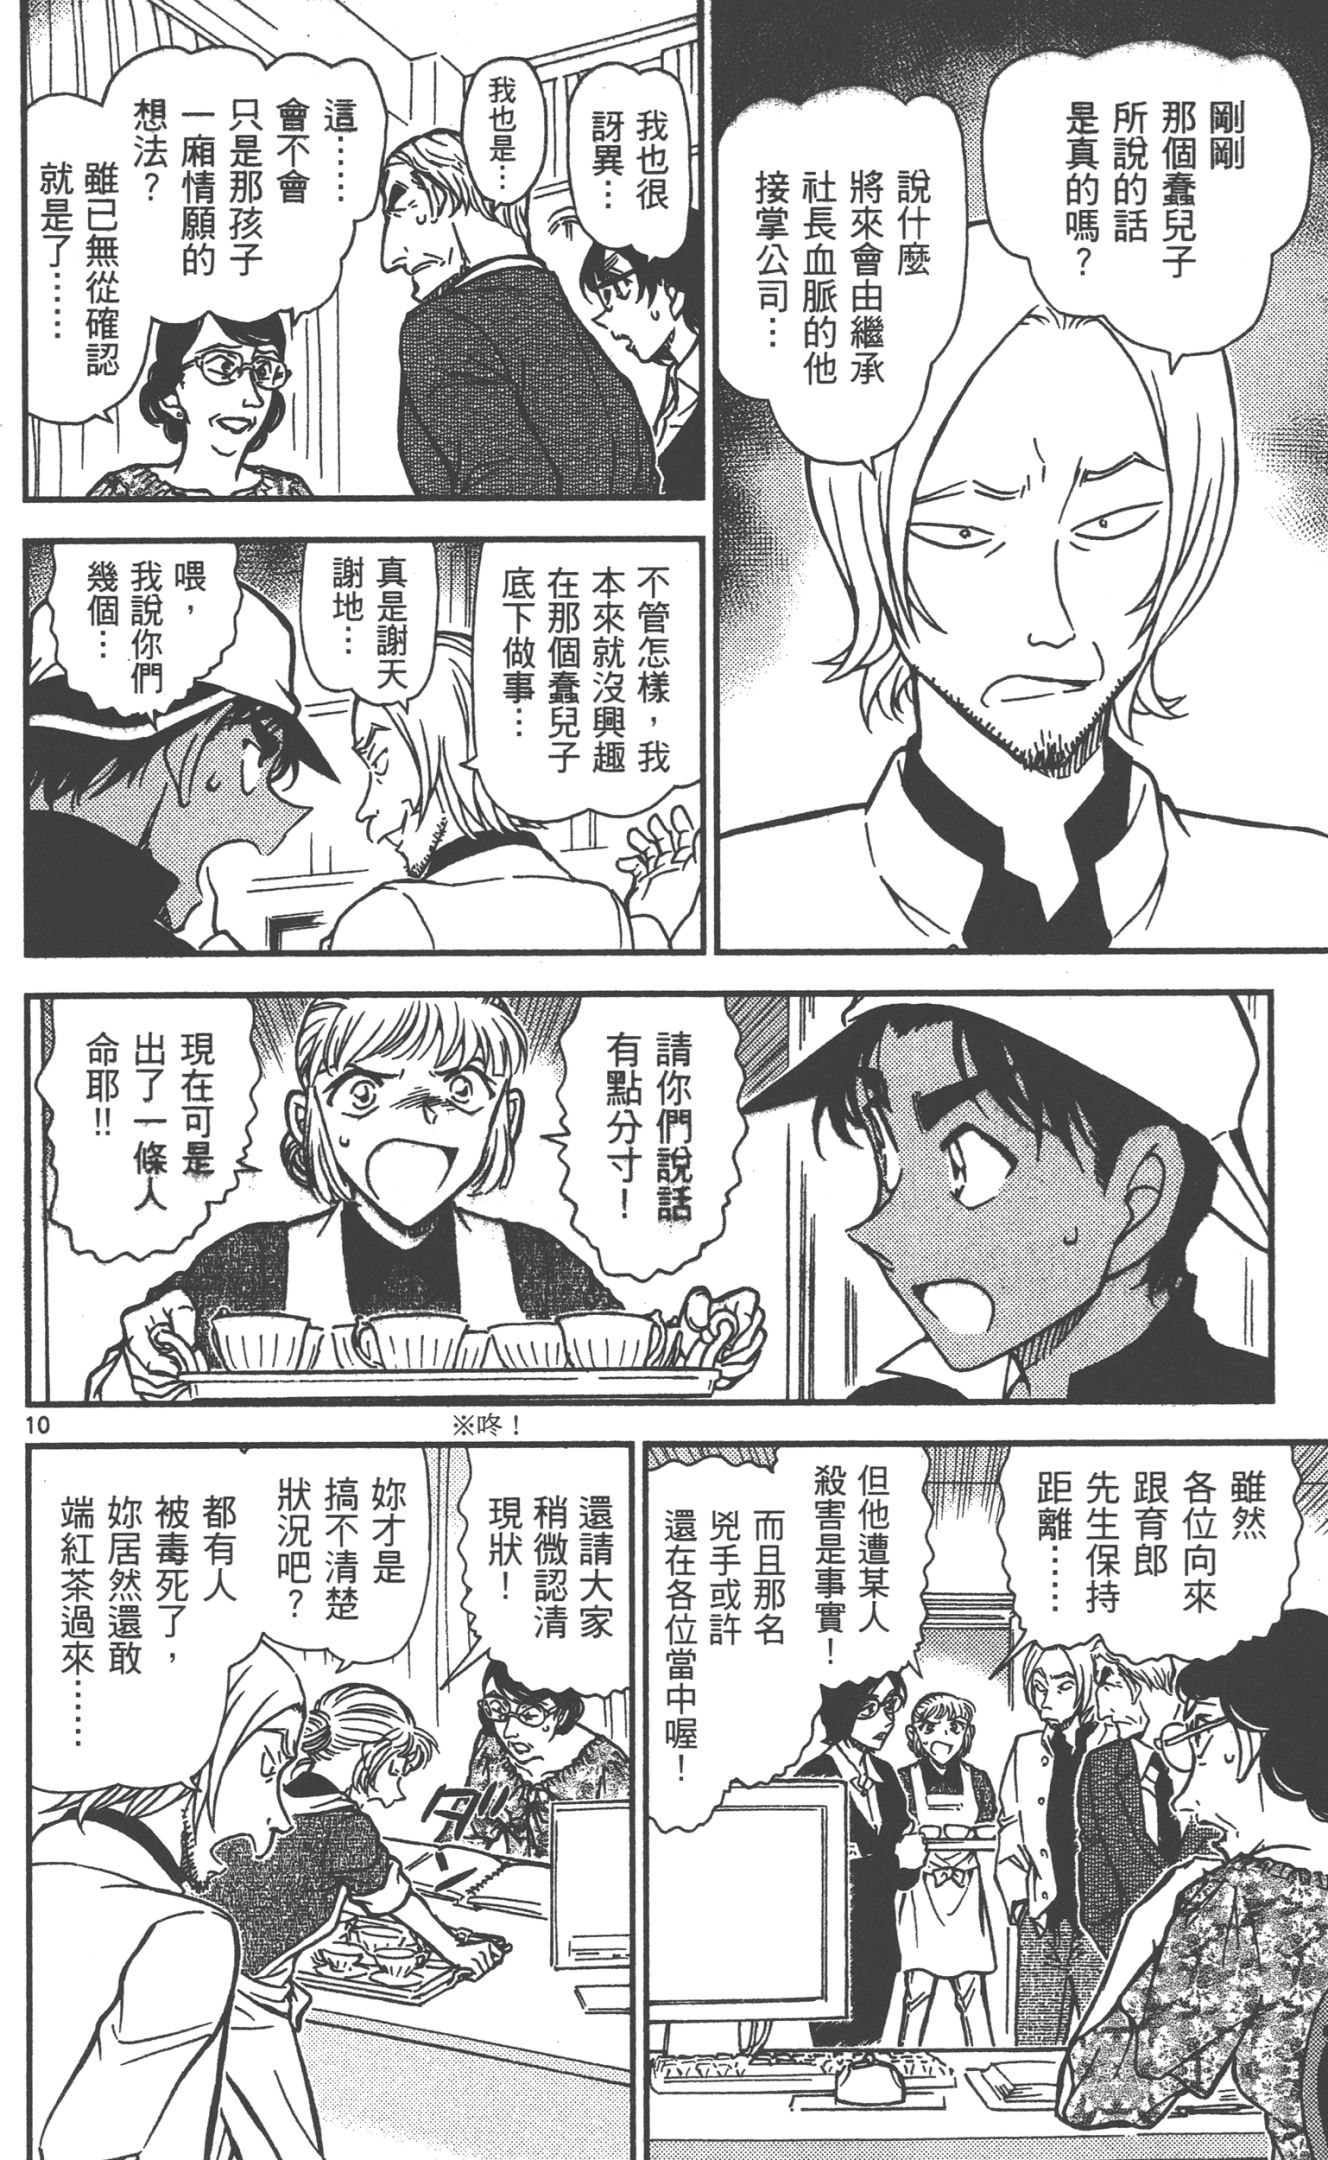 剛剛
那個蠢兒子
所說的話
是真的嗎?
說什麼
將來會由繼承
社長血脈的他
接掌公司…
我也很
訝異…
我也是…
這……
會不會
只是那孩子
一廂情願的
想法?
雖已無從確認
就是了……
不管怎樣,我
本來就沒興趣
在那個蠢兒子
底下做事…
真是謝天
謝地…
喂,
我說你們
幾個…
請你們說話
有點分寸!
現在可是
出了一條人
命耶!!
10
※咚!
雖然
各位向來
跟育郎
先生保持
距離……
但他遭某人
殺害是事實!
而且那名
兇手或許
還在各位當中喔!
還請大家
稍微認清
現狀!
ダン
妳才是
搞不清楚
狀況吧?
都有人
被毒死了,
妳居然還敢
端紅茶過來……